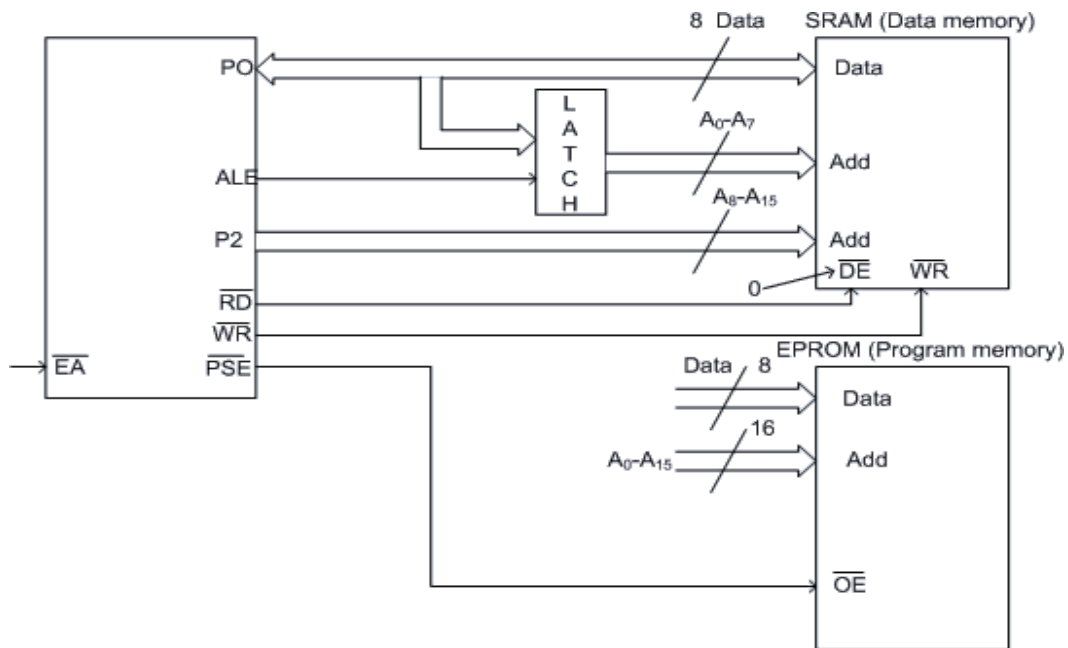 8 Data
SRAM (Data memory)
PO
Data
L
A
T
C
H
A₀-A₇
Add
ALE
A₈-A₁₅
P2
Add
DE WR
0
RD
WR
EA
PSE
EPROM (Program memory)
Data 8
Data
16
A₀-A₁₅
Add
OE